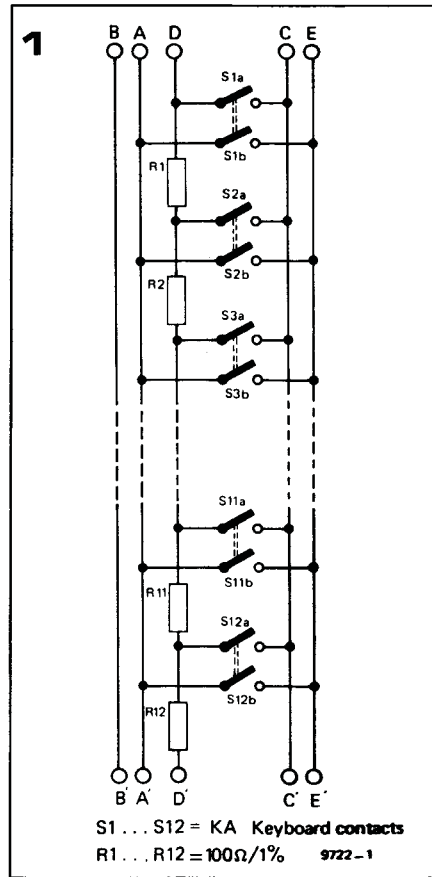 1
B A D C E
S1a
S1b
R1
S2a
S2b
R2
S3a
S3b
S11a
S11b
R11
S12a
S12b
R12
B' A' D' C' E'
S1 . . . S12 = KA Keyboard contacts
R1 . . . R12 = 100Ω/1% 9722-1